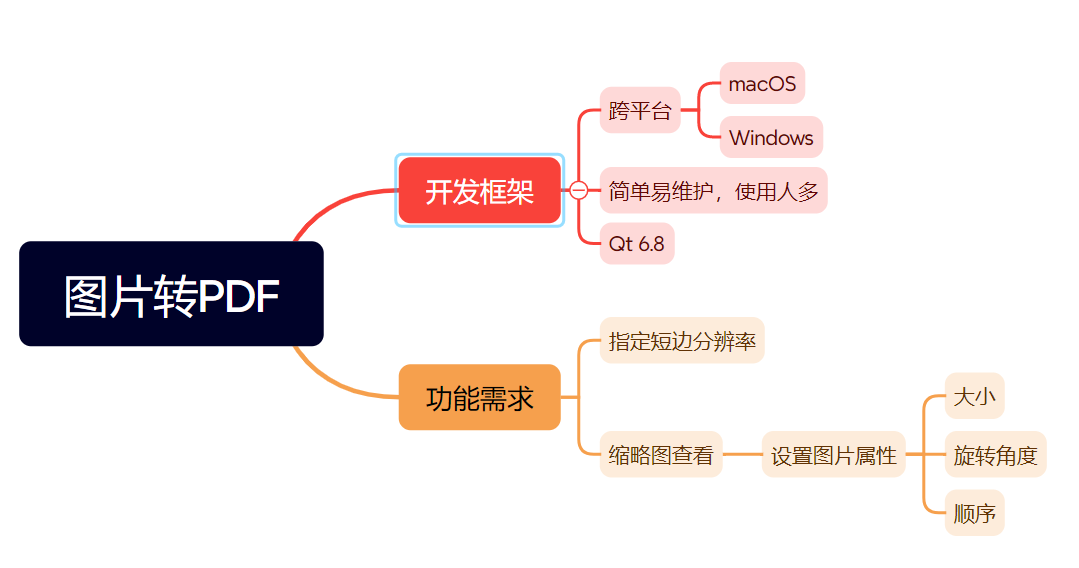 图片转PDF
开发框架
跨平台
macOS
Windows
简单易维护，使用人多
Qt 6.8
功能需求
指定短边分辨率
缩略图查看
设置图片属性
大小
旋转角度
顺序